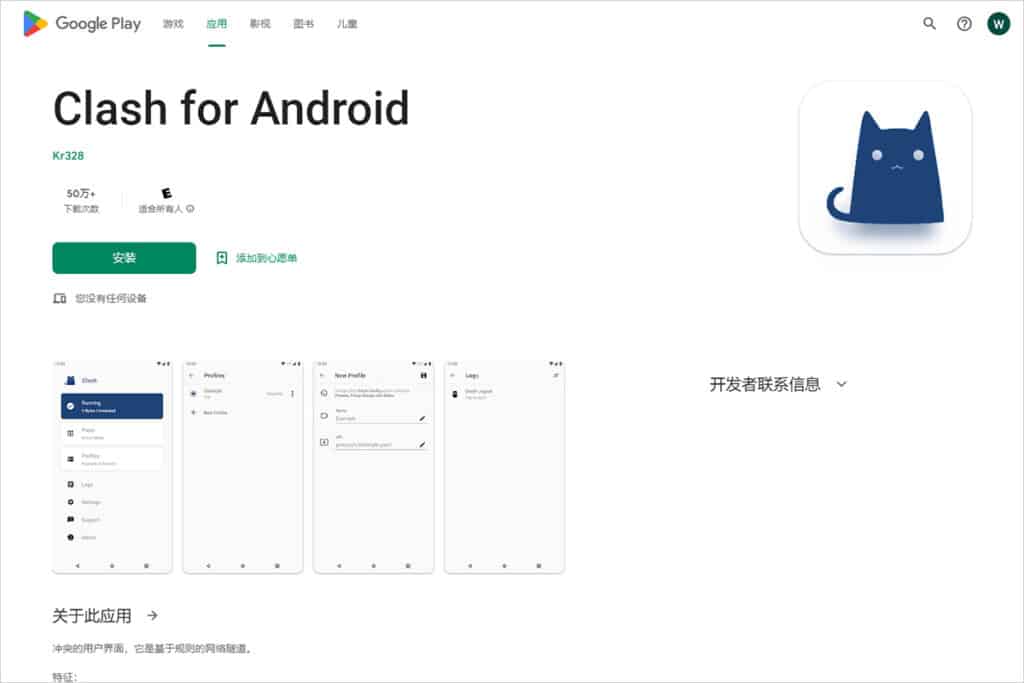 Google Play 游戏 应用 影视 图书 儿童 W
Clash for Android
Kr328
50万+
下载次数
适合所有人
安装 添加到心愿单
您没有任何设备
Clash
Running
Proxy
Profiles
Logs
Settings
Support
About
Profiles
New Profile
New Profile
Name
Example
URL
Logs
开发者联系信息
关于此应用 →
冲突的用户界面，它是基于规则的网络隧道。
特征：